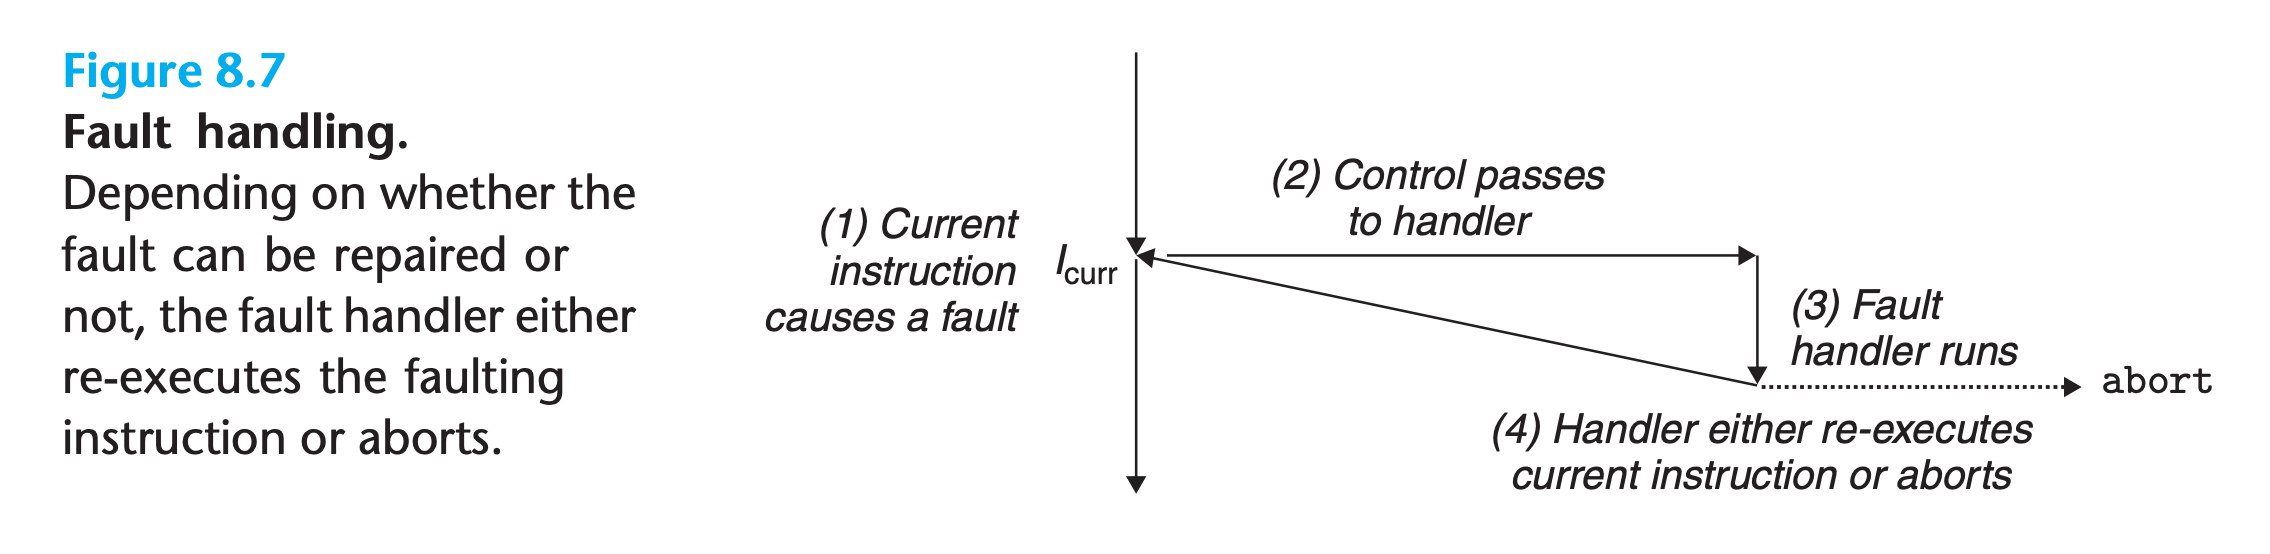 Figure 8.7
Fault handling.
Depending on whether the
fault can be repaired or
not, the fault handler either
re-executes the faulting
instruction or aborts.
(1) Current
instruction
causes a fault
Icurr
(2) Control passes
to handler
(3) Fault
handler runs
abort
(4) Handler either re-executes
current instruction or aborts